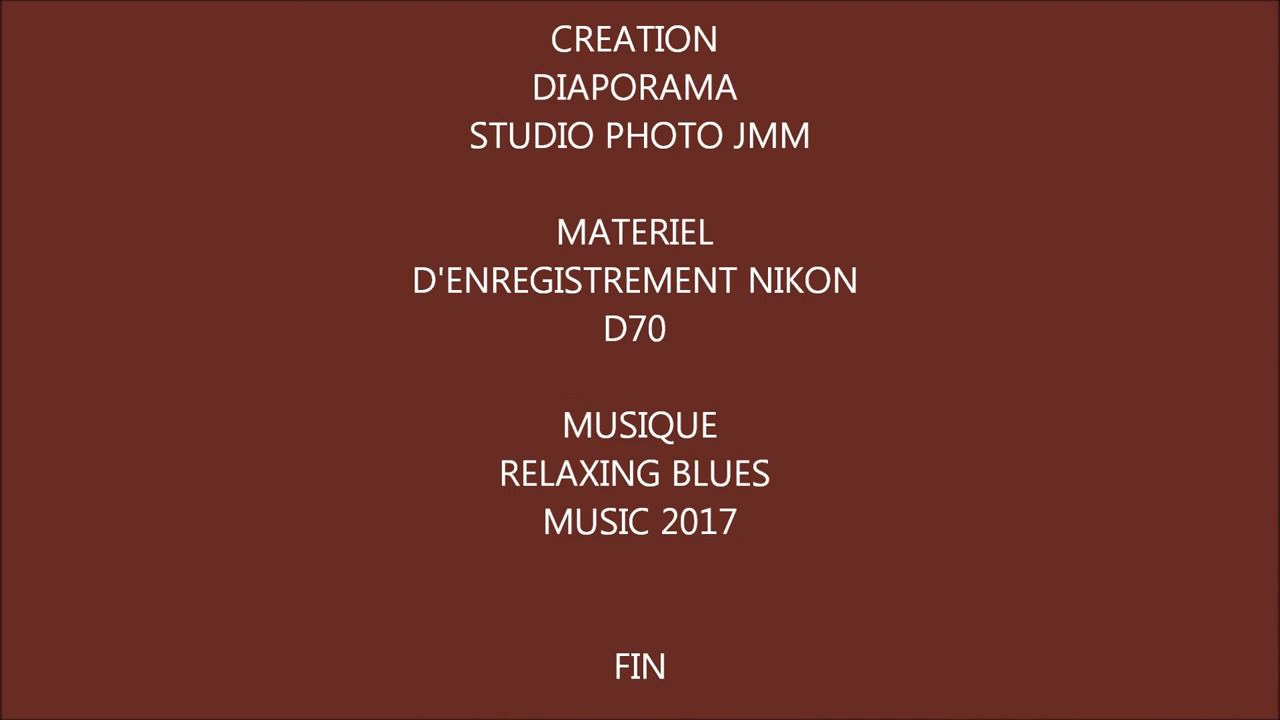 CREATION
DIAPORAMA
STUDIO PHOTO JMM
MATERIEL
D'ENREGISTREMENT NIKON
D70
MUSIQUE
RELAXING BLUES
MUSIC 2017
FIN